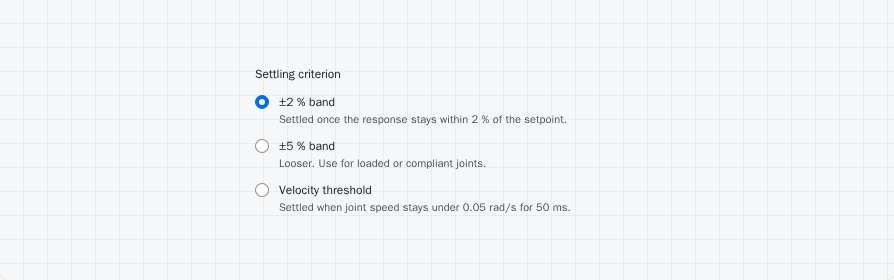 Settling criterion
±2 % band
Settled once the response stays within 2 % of the setpoint.
±5 % band
Looser. Use for loaded or compliant joints.
Velocity threshold
Settled when joint speed stays under 0.05 rad/s for 50 ms.